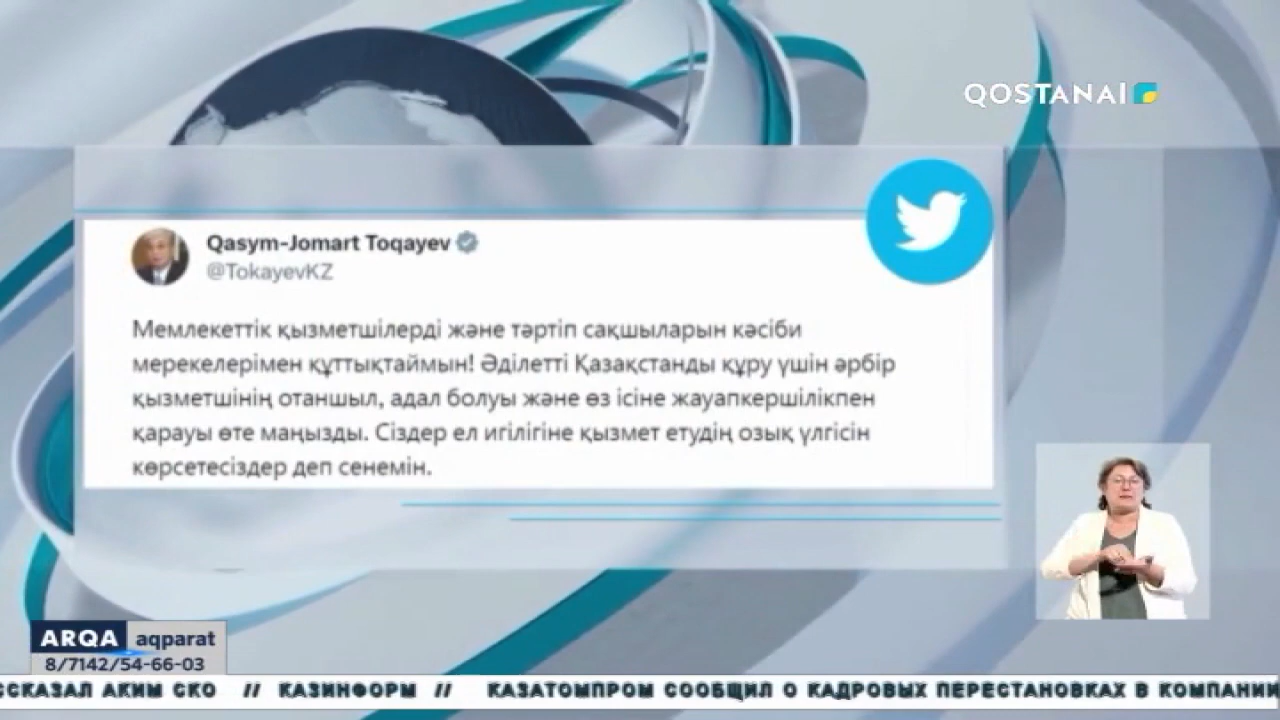 QOSTANAI
Qasym-Jomart Toqayev
@TokayevKZ
Мемлекеттік қызметшілерді және тәртіп сақшыларын кәсіби
мерекелерімен құттықтаймын! Әділетті Қазақстанды құру үшін әрбір
қызметшінің отаншыл, адал болуы және өз ісіне жауапкершілікпен
қарауы өте маңызды. Сіздер ел игілігіне қызмет етудің озық үлгісін
көрсетесіздер деп сенемін.
ARQA aqparat
8/7142/54-66-03
ССКАЗАЛ АКИМ СКО // КАЗИНФОРМ // КАЗАТОМПРОМ СООБЩИЛ О КАДРОВЫХ ПЕРЕСТАНОВКАХ В КОМПАНИИ